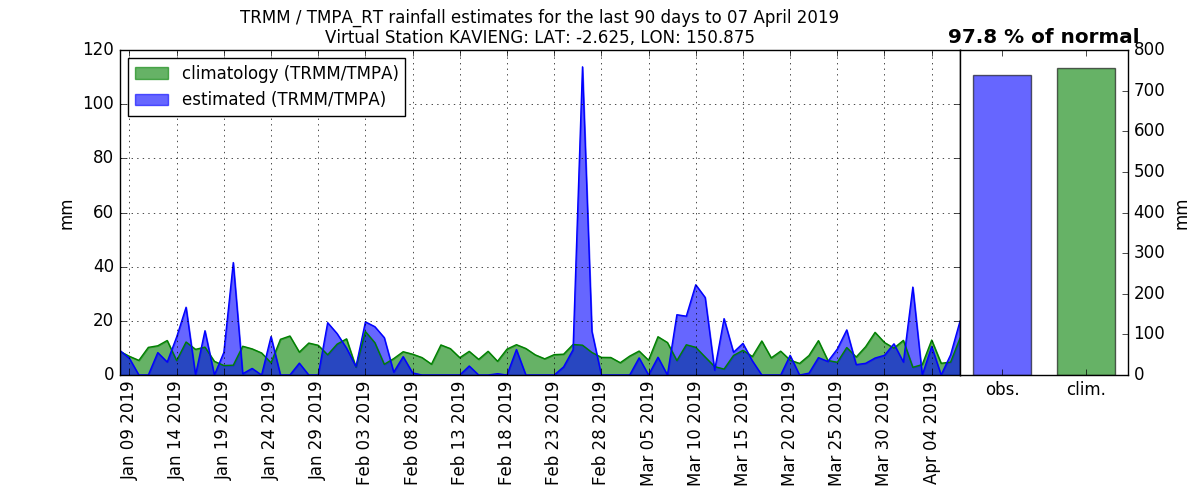 TRMM / TMPA_RT rainfall estimates for the last 90 days to 07 April 2019
Virtual Station KAVIENG: LAT: -2.625, LON: 150.875
97.8 % of normal
climatology (TRMM/TMPA)
estimated (TRMM/TMPA)
120
100
80
60
40
20
0
mm
Jan 09 2019
Jan 14 2019
Jan 19 2019
Jan 24 2019
Jan 29 2019
Feb 03 2019
Feb 08 2019
Feb 13 2019
Feb 18 2019
Feb 23 2019
Feb 28 2019
Mar 05 2019
Mar 10 2019
Mar 15 2019
Mar 20 2019
Mar 25 2019
Mar 30 2019
Apr 04 2019
obs.
clim.
800
700
600
500
400
300
200
100
0
mm